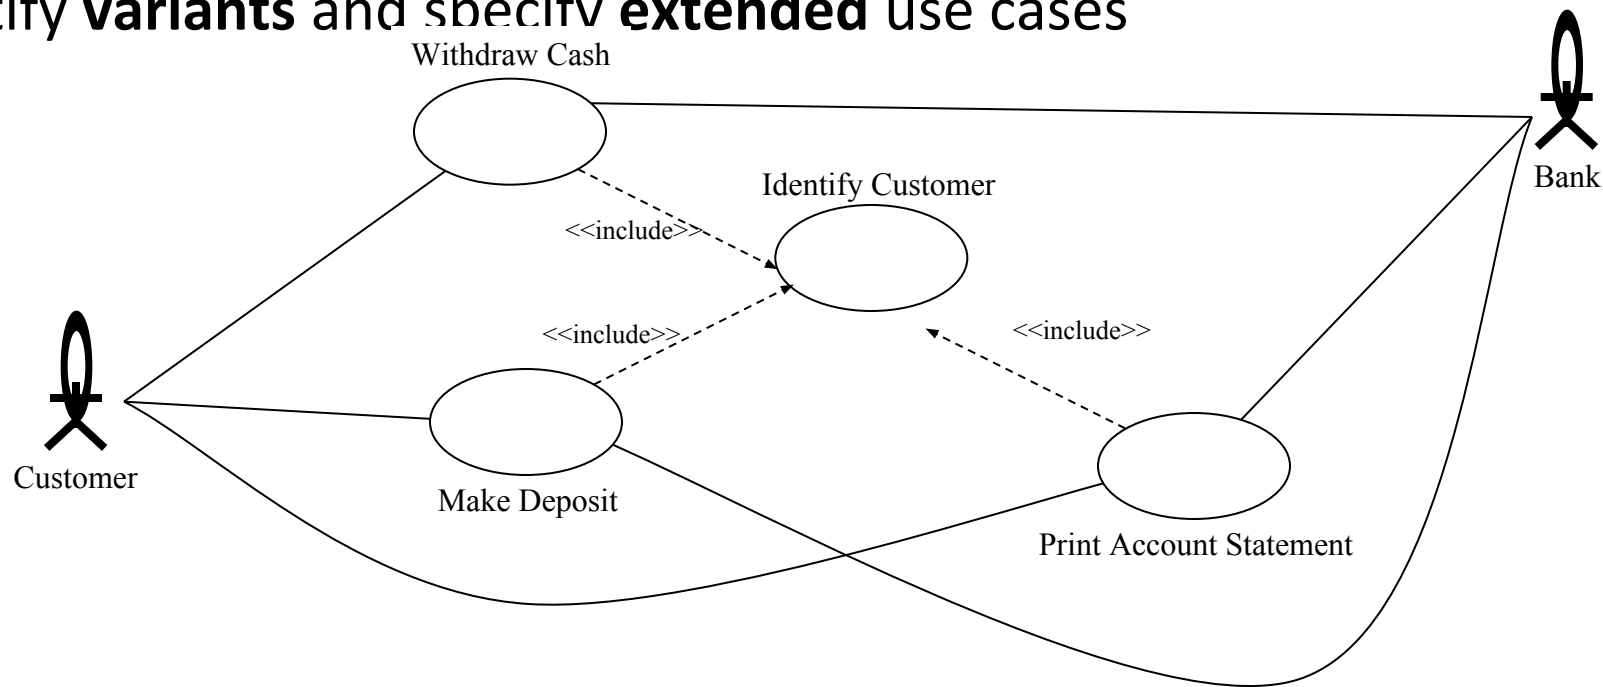 variants and specify extended use cases
Withdraw Cash
Identify Customer
Bank
<<include>>
<<include>>
<<include>>
Customer
Make Deposit
Print Account Statement